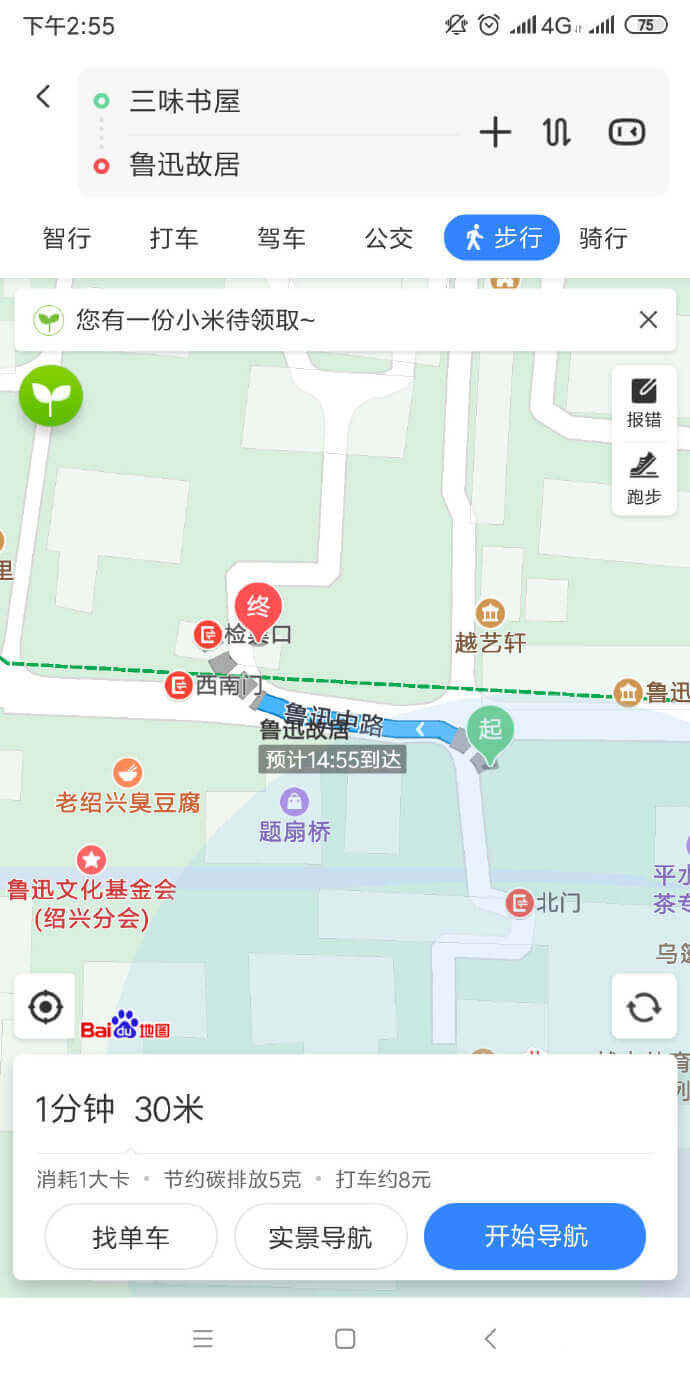 下午2:55
4G
75
三味书屋
鲁迅故居
智行 打车 驾车 公交 步行 骑行
您有一份小米待领取~
报错
跑步
里
终
检票口
越艺轩
西南门
鲁迅
鲁迅中路
起
鲁迅故居
预计14:55到达
老绍兴臭豆腐
题扇桥
鲁迅文化基金会
(绍兴分会)
平水
茶专
北门
乌篷
Bai du 地图
1分钟 30米
消耗1大卡 · 节约碳排放5克 · 打车约8元
找单车 实景导航 开始导航